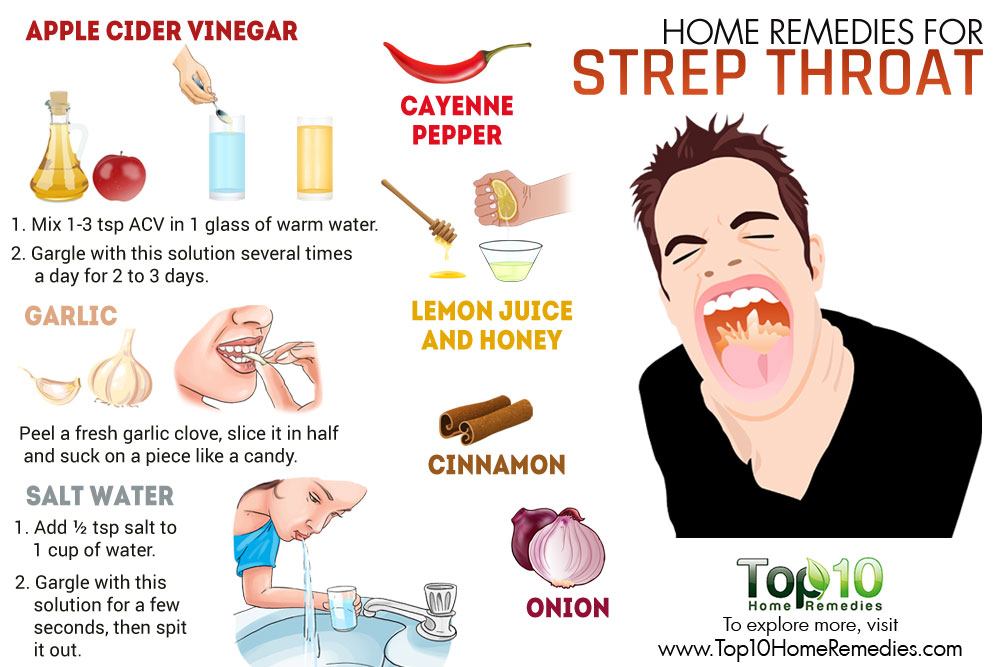 HOME REMEDIES FOR
STREP THROAT
APPLE CIDER VINEGAR
1. Mix 1-3 tsp ACV in 1 glass of warm water.
2. Gargle with this solution several times
a day for 2 to 3 days.
GARLIC
Peel a fresh garlic clove, slice it in half
and suck on a piece like a candy.
SALT WATER
1. Add ½ tsp salt to
1 cup of water.
2. Gargle with this
solution for a few
seconds, then spit
it out.
CAYENNE
PEPPER
LEMON JUICE
AND HONEY
CINNAMON
ONION
Top10
Home Remedies
To explore more, visit
www.Top10HomeRemedies.com